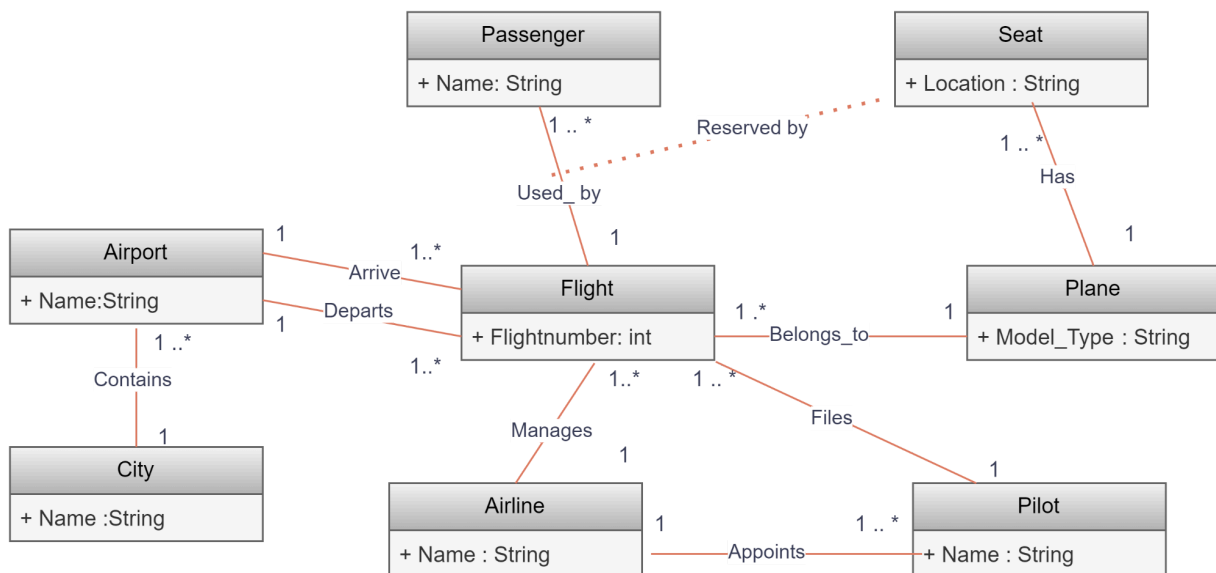 Passenger
+ Name: String
Seat
+ Location : String
1 .. *
Reserved by
1 .. *
Used_ by
Has
1
1
1
1..*
Airport
+ Name:String
Arrive
Departs
1
1..*
Flight
+ Flightnumber: int
Plane
+ Model_Type : String
1 .*
1
Belongs_to
1..*
Contains
1
City
+ Name :String
1..*
1 .. *
Manages
Files
1
1
Airline
+ Name : String
Pilot
+ Name : String
1
1 .. *
Appoints